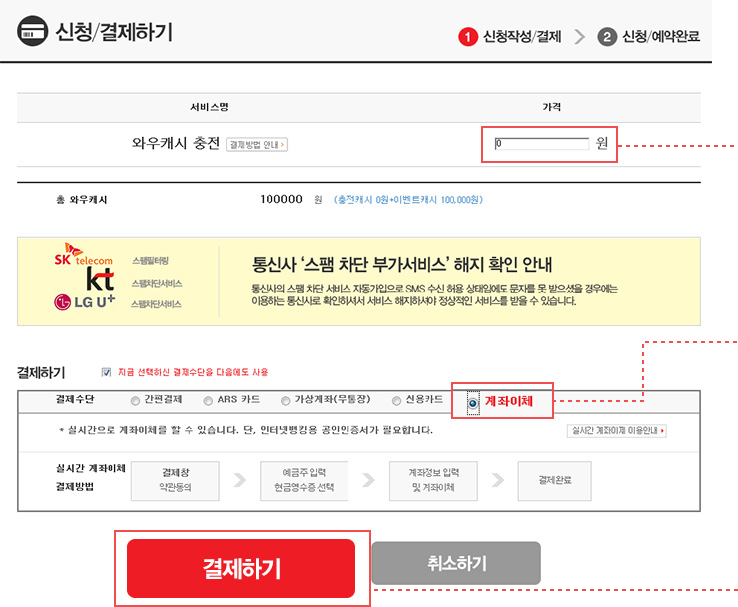 신청/결제하기
1 신청작성/결제 2 신청/예약완료
서비스명 가격
와우캐시 충전 결제방법 안내 0 원
총 와우캐시 100000 원 (충전캐시 0원+이벤트캐시 100,000원)
SK telecom 스팸필터링
kt 스팸차단서비스
LG U+ 스팸차단서비스
통신사 '스팸 차단 부가서비스' 해지 확인 안내
통신사의 스팸 차단 서비스 자동가입으로 SMS 수신 허용 상태임에도 문자를 못 받으셨을 경우에는
이용하는 통신사로 확인하셔서 서비스 해지하셔야 정상적인 서비스를 받을 수 있습니다.
결제하기 지금 선택하신 결제수단을 다음에도 사용
결제수단 간편결제 ARS 카드 가상계좌(무통장) 신용카드 계좌이체
* 실시간으로 계좌이체를 할 수 있습니다. 단, 인터넷뱅킹용 공인인증서가 필요합니다. 실시간 계좌이체 이용안내
실시간 계좌이체
결제방법
결제창
약관동의
예금주 입력
현금영수증 선택
계좌정보 입력
및 계좌이체
결제완료
결제하기 취소하기